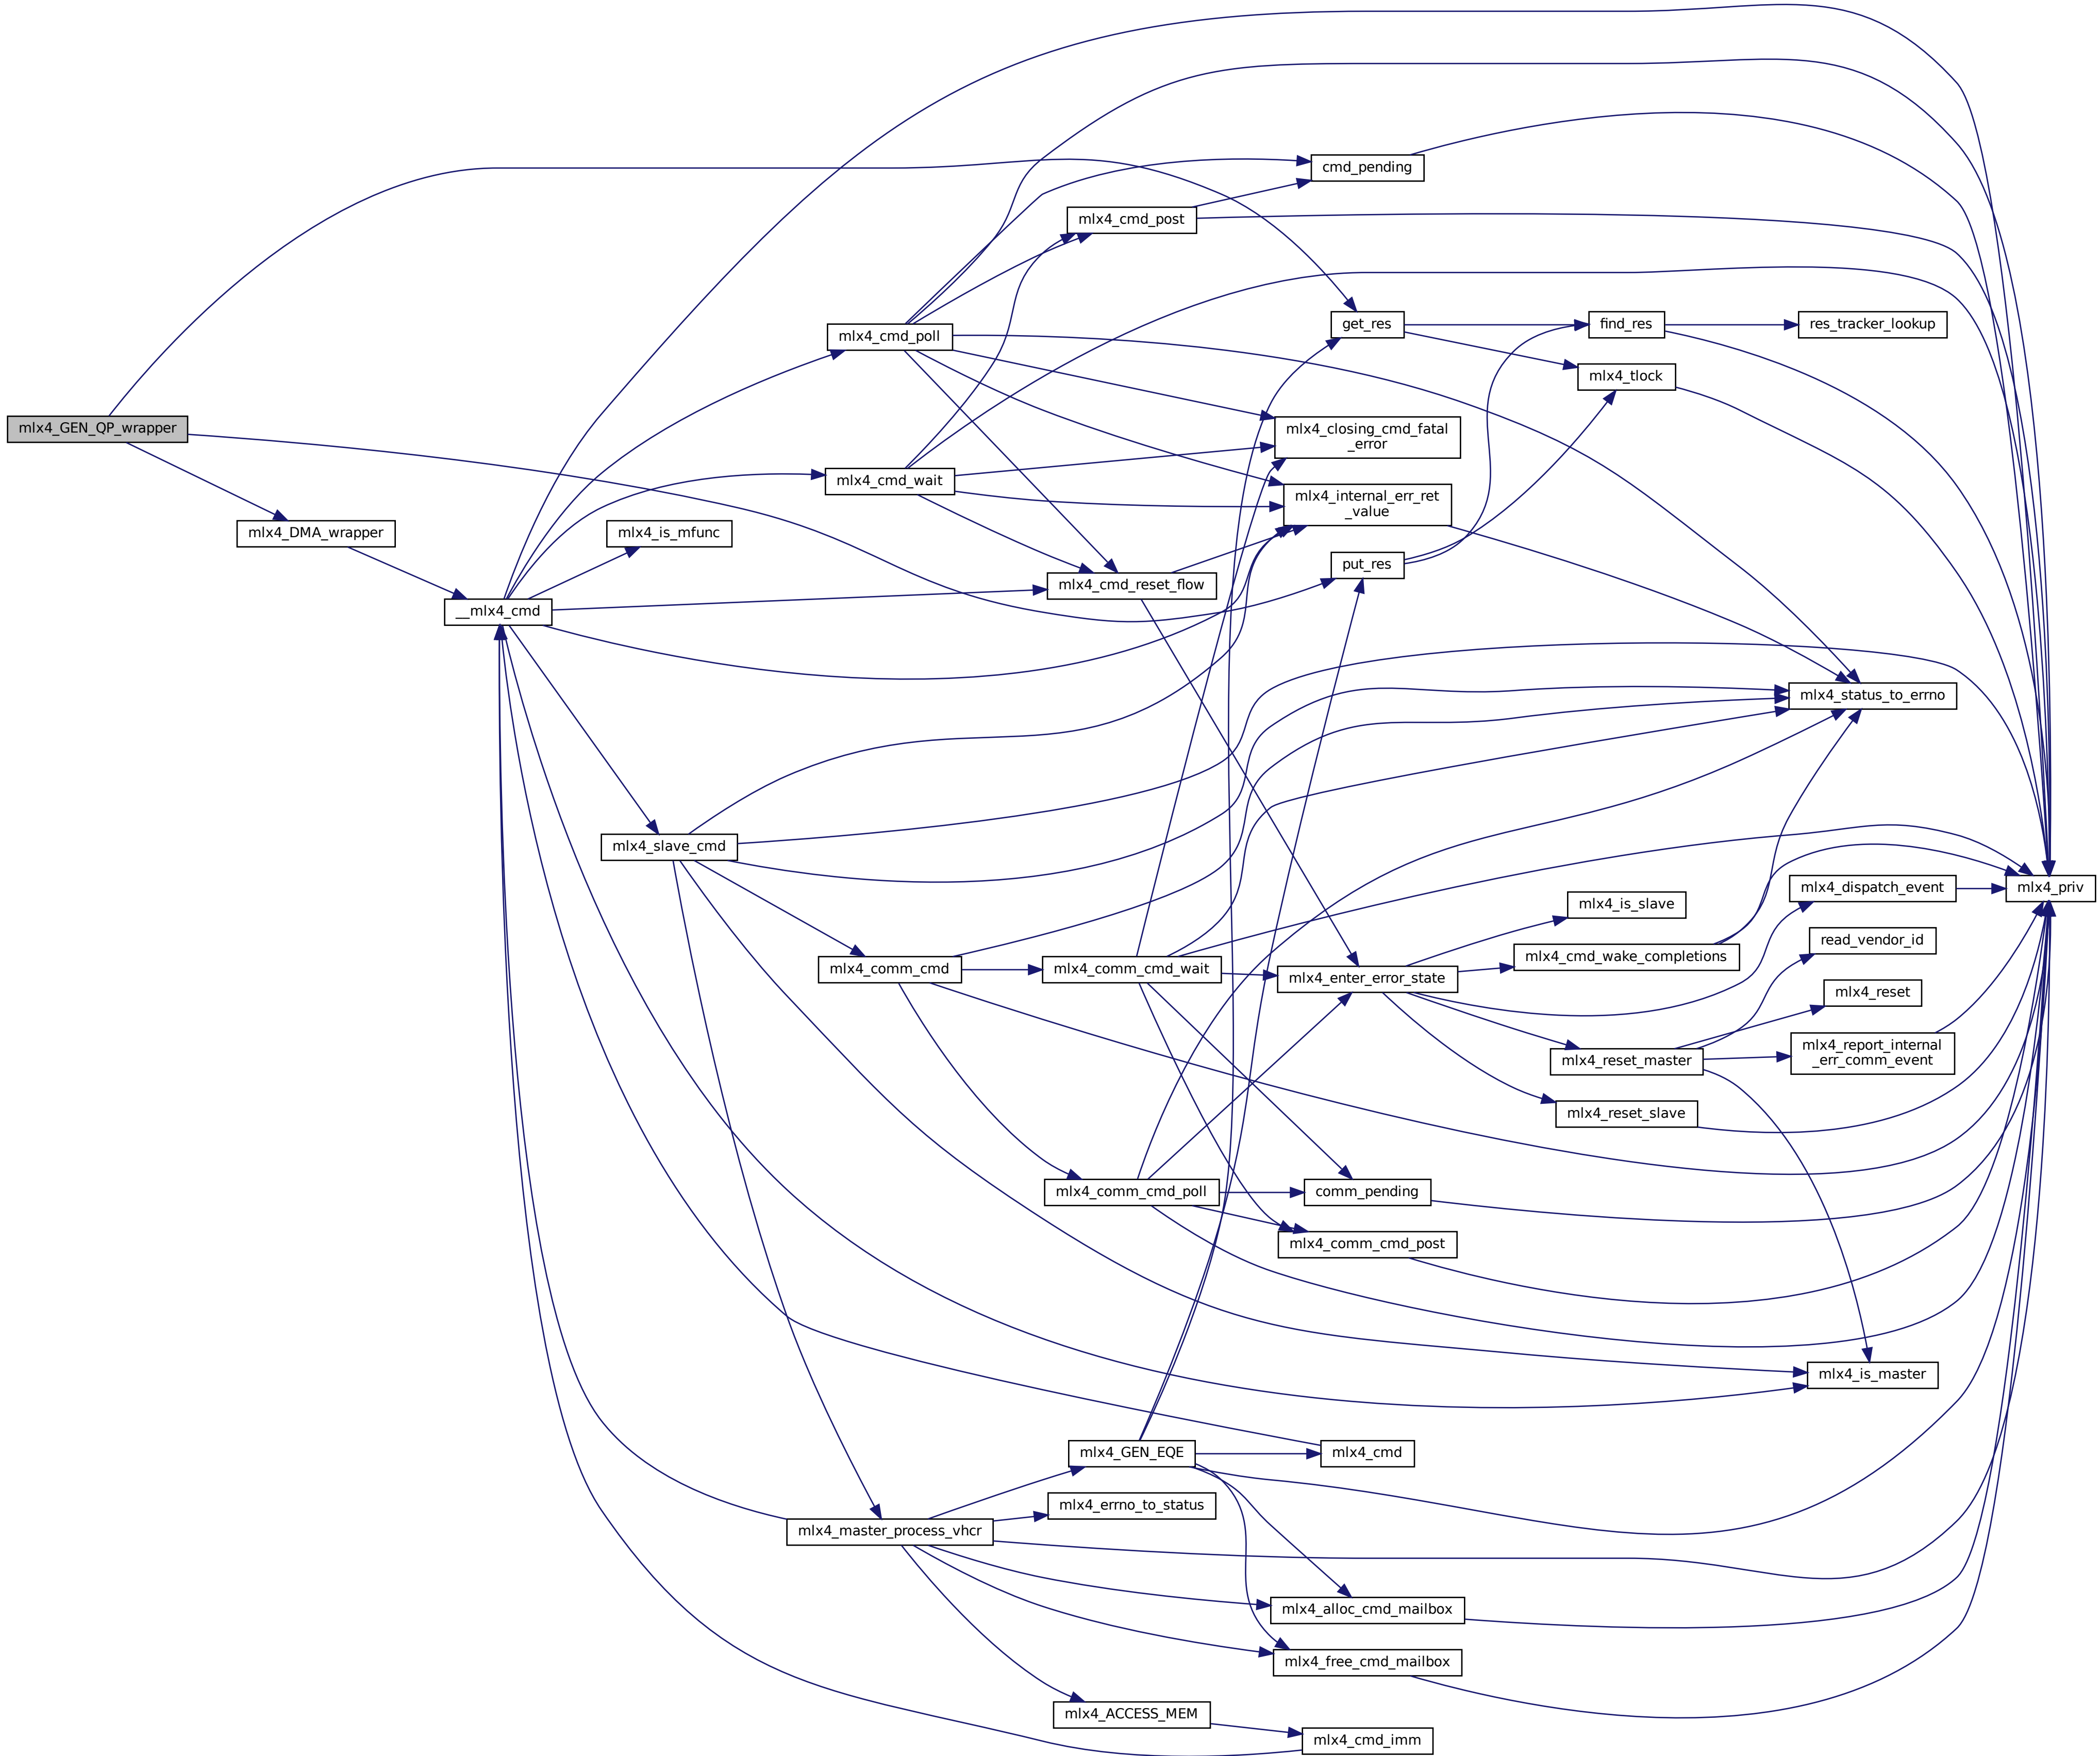 cmd_pending
mlx4_cmd_post
get_res
find_res
res_tracker_lookup
mlx4_cmd_poll
mlx4_tlock
mlx4_GEN_QP_wrapper
mlx4_closing_cmd_fatal
_error
mlx4_cmd_wait
mlx4_internal_err_ret
_value
mlx4_DMA_wrapper
mlx4_is_mfunc
put_res
mlx4_cmd_reset_flow
__mlx4_cmd
mlx4_status_to_errno
mlx4_slave_cmd
mlx4_dispatch_event
mlx4_priv
mlx4_is_slave
read_vendor_id
mlx4_cmd_wake_completions
mlx4_comm_cmd
mlx4_comm_cmd_wait
mlx4_enter_error_state
mlx4_reset
mlx4_report_internal
_err_comm_event
mlx4_reset_master
mlx4_reset_slave
mlx4_comm_cmd_poll
comm_pending
mlx4_comm_cmd_post
mlx4_is_master
mlx4_GEN_EQE
mlx4_cmd
mlx4_errno_to_status
mlx4_master_process_vhcr
mlx4_alloc_cmd_mailbox
mlx4_free_cmd_mailbox
mlx4_ACCESS_MEM
mlx4_cmd_imm